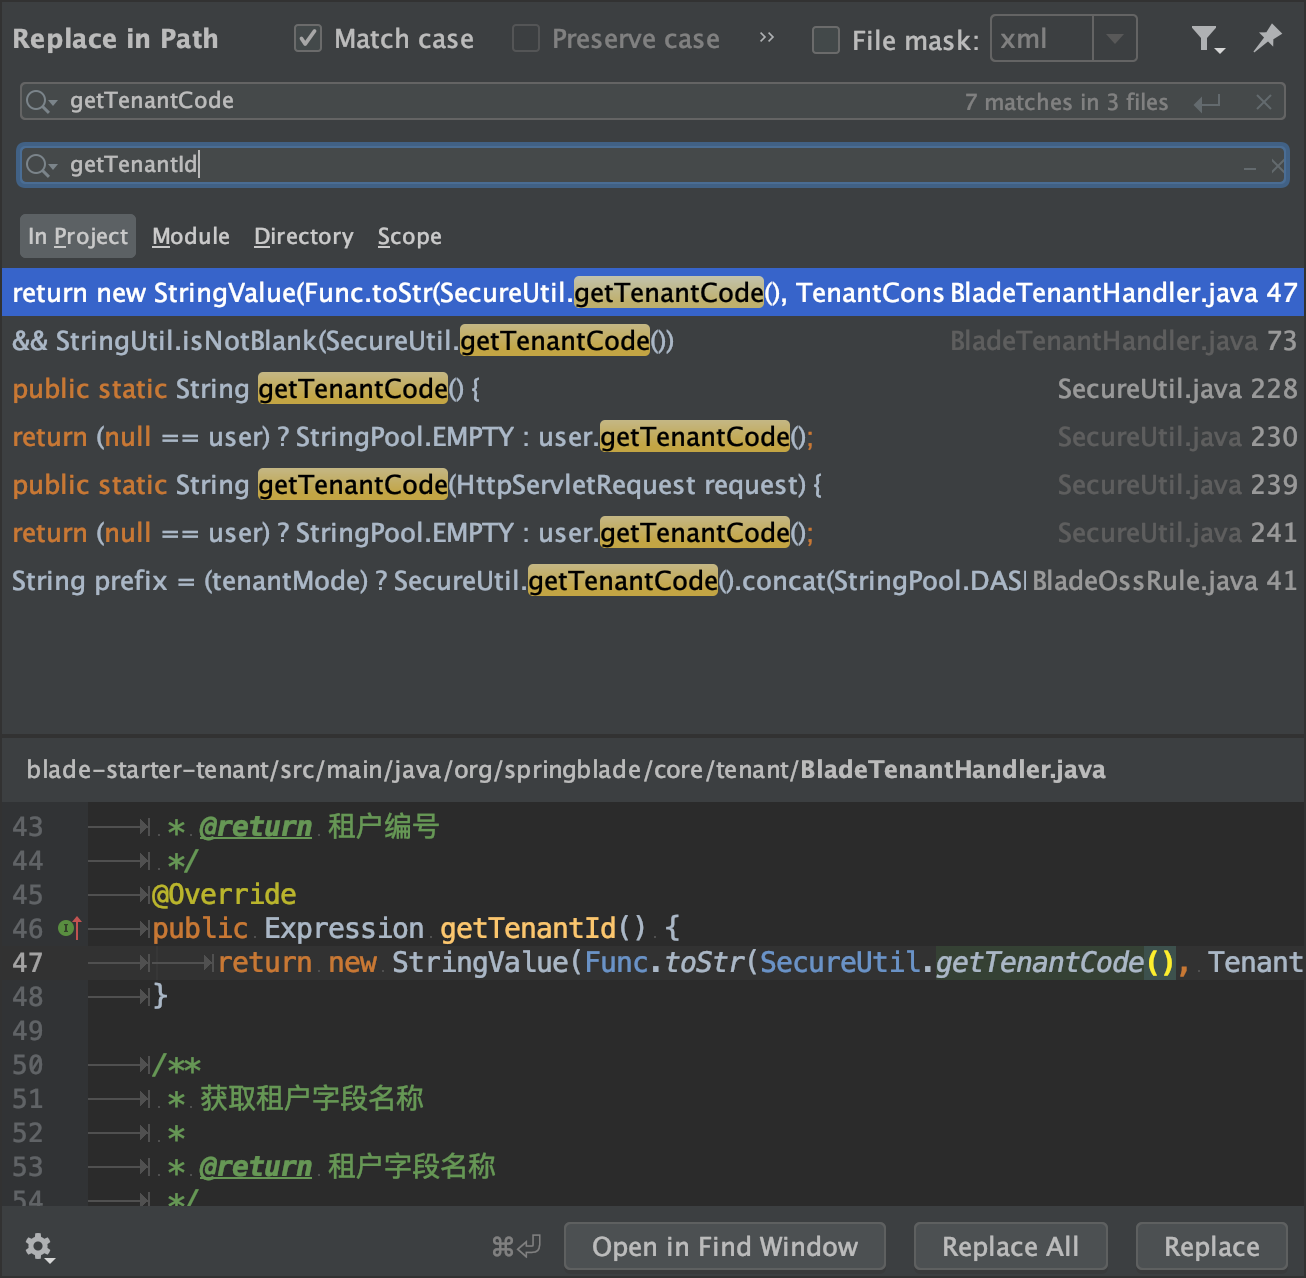 Replace in Path Match case Preserve case » File mask: xml
getTenantCode 7 matches in 3 files
getTenantId
In Project Module Directory Scope
return new StringValue(Func.toStr(SecureUtil.getTenantCode(), TenantCons BladeTenantHandler.java 47
&& StringUtil.isNotBlank(SecureUtil.getTenantCode()) BladeTenantHandler.java 73
public static String getTenantCode() { SecureUtil.java 228
return (null == user) ? StringPool.EMPTY : user.getTenantCode(); SecureUtil.java 230
public static String getTenantCode(HttpServletRequest request) { SecureUtil.java 239
return (null == user) ? StringPool.EMPTY : user.getTenantCode(); SecureUtil.java 241
String prefix = (tenantMode) ? SecureUtil.getTenantCode().concat(StringPool.DASH BladeOssRule.java 41
blade-starter-tenant/src/main/java/org/springblade/core/tenant/BladeTenantHandler.java
43 * @return 租户编号
44 */
45 @Override
46 public Expression getTenantId() {
47 return new StringValue(Func.toStr(SecureUtil.getTenantCode(), Tenant
48 }
49
50 /**
51 * 获取租户字段名称
52 *
53 * @return 租户字段名称
54 */
⌘⏎ Open in Find Window Replace All Replace